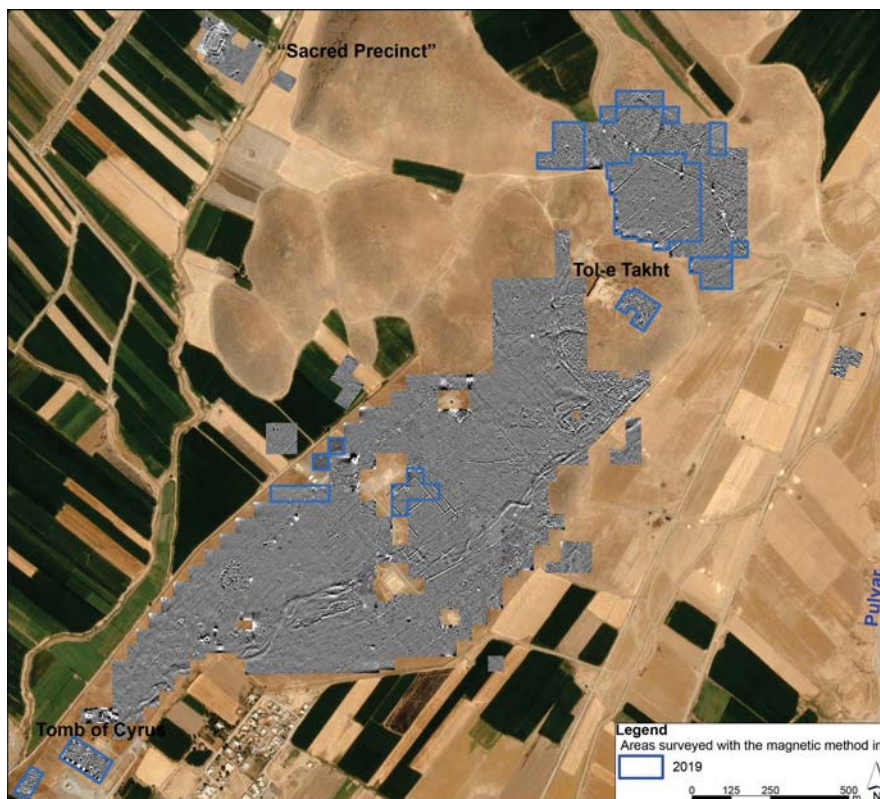 “Sacred Precinct”
Tol-e Takht
Pulvar
Tomb of Cyrus
Legend
Areas surveyed with the magnetic method in
2019
0 125 250 500
m
N